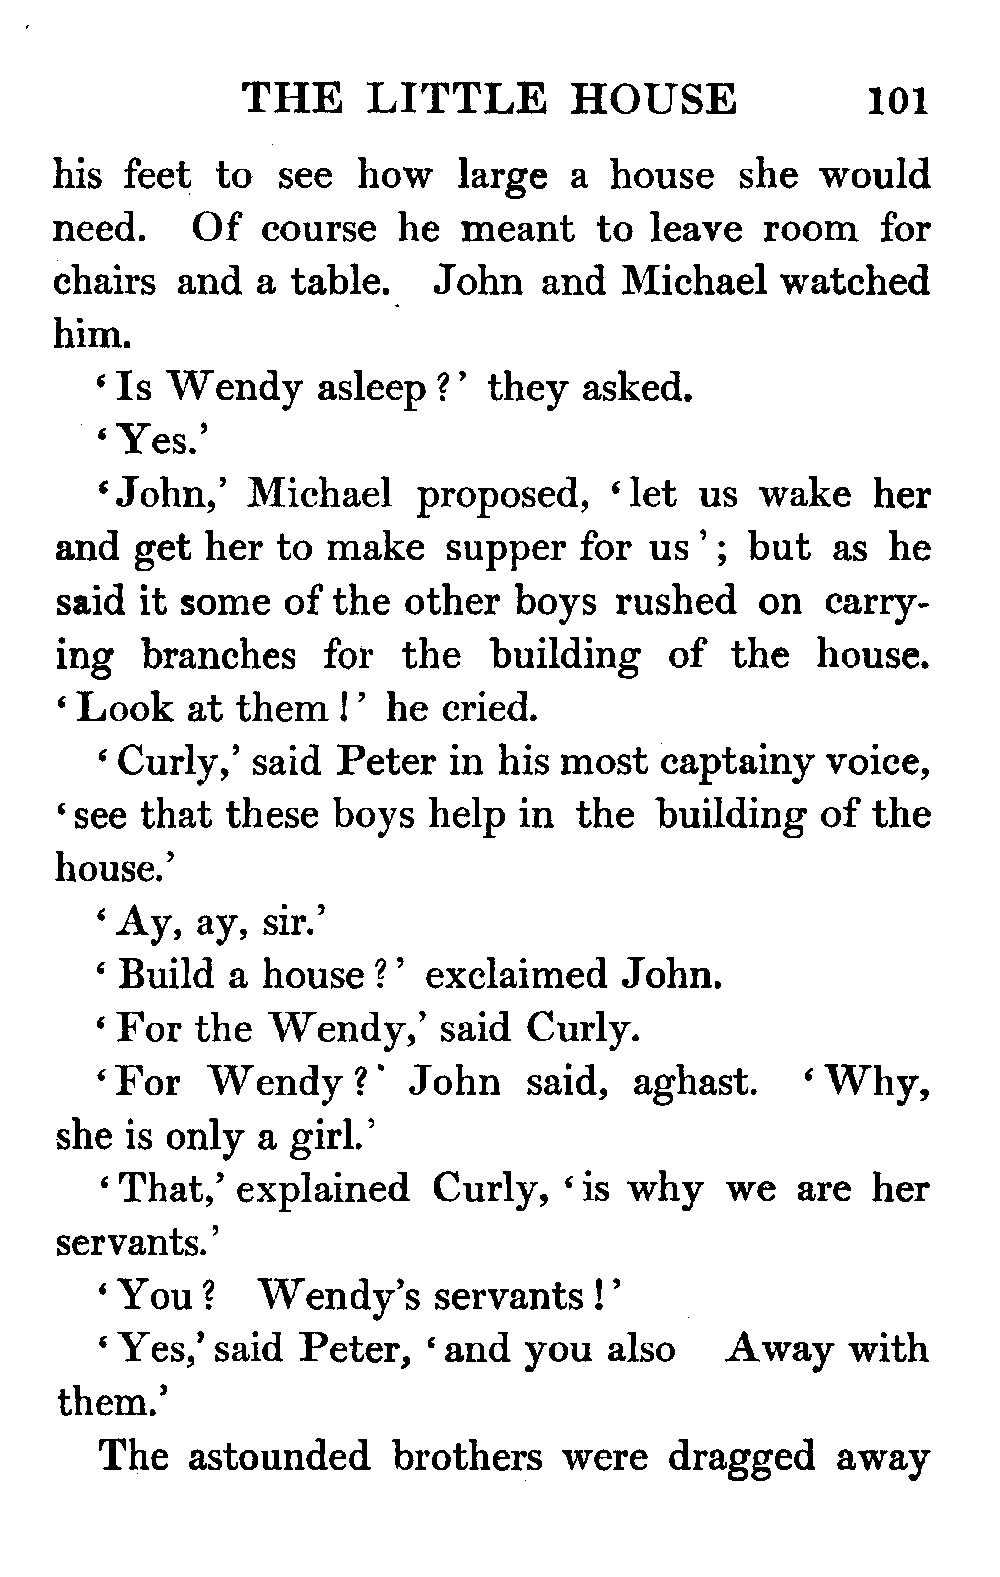 THE LITTLE HOUSE 101
his feet to see how large a house she would
need. Of course he meant to leave room for
chairs and a table. John and Michael watched
him.
‘Is Wendy asleep?’ they asked.
‘Yes.’
‘John,’ Michael proposed, ‘let us wake her
and get her to make supper for us’; but as he
said it some of the other boys rushed on carry-
ing branches for the building of the house.
‘Look at them!’ he cried.
‘Curly,’ said Peter in his most captainy voice,
‘see that these boys help in the building of the
house.’
‘Ay, ay, sir.’
‘Build a house?’ exclaimed John.
‘For the Wendy,’ said Curly.
‘For Wendy?’ John said, aghast. ‘Why,
she is only a girl.’
‘That,’ explained Curly, ‘is why we are her
servants.’
‘You? Wendy's servants!’
‘Yes,’ said Peter, ‘and you also Away with
them.’
The astounded brothers were dragged away